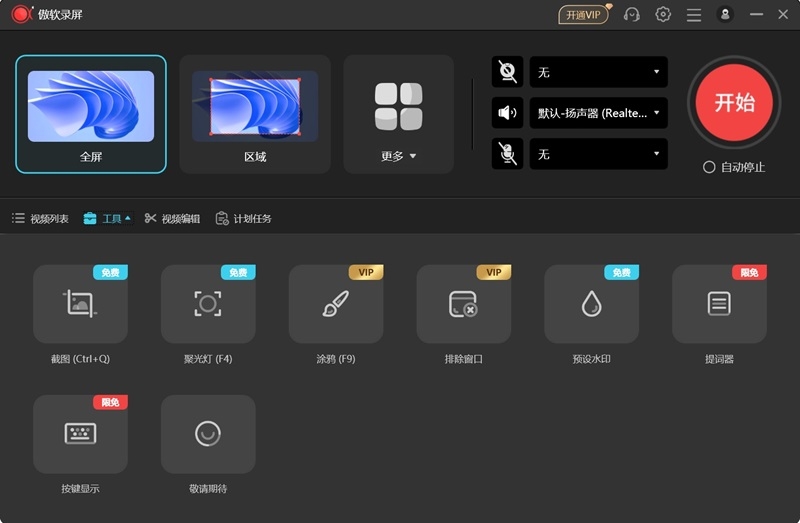 傲软录屏
开通VIP
无
默认-扬声器 (Realte...
无
开始
自动停止
全屏
区域
更多
视频列表
工具
视频编辑
计划任务
免费
免费
VIP
VIP
免费
限免
截图 (Ctrl+Q)
聚光灯 (F4)
涂鸦 (F9)
排除窗口
预设水印
提词器
限免
按键显示
敬请期待